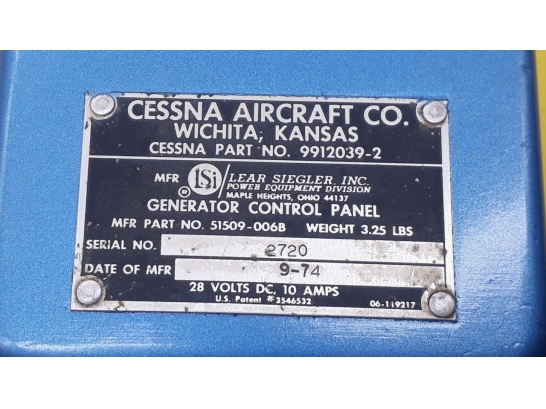 CESSNA AIRCRAFT CO.
WICHITA, KANSAS
CESSNA PART NO. 9912039-2
MFR LSi ® LEAR SIEGLER, INC.
POWER EQUIPMENT DIVISION
MAPLE HEIGHTS, OHIO 44137
GENERATOR CONTROL PANEL
MFR PART NO. 51509-006B WEIGHT 3.25 LBS
SERIAL NO. 2720
DATE OF MFR 9-74
28 VOLTS DC, 10 AMPS
U.S. Patent #3546532 06-119217